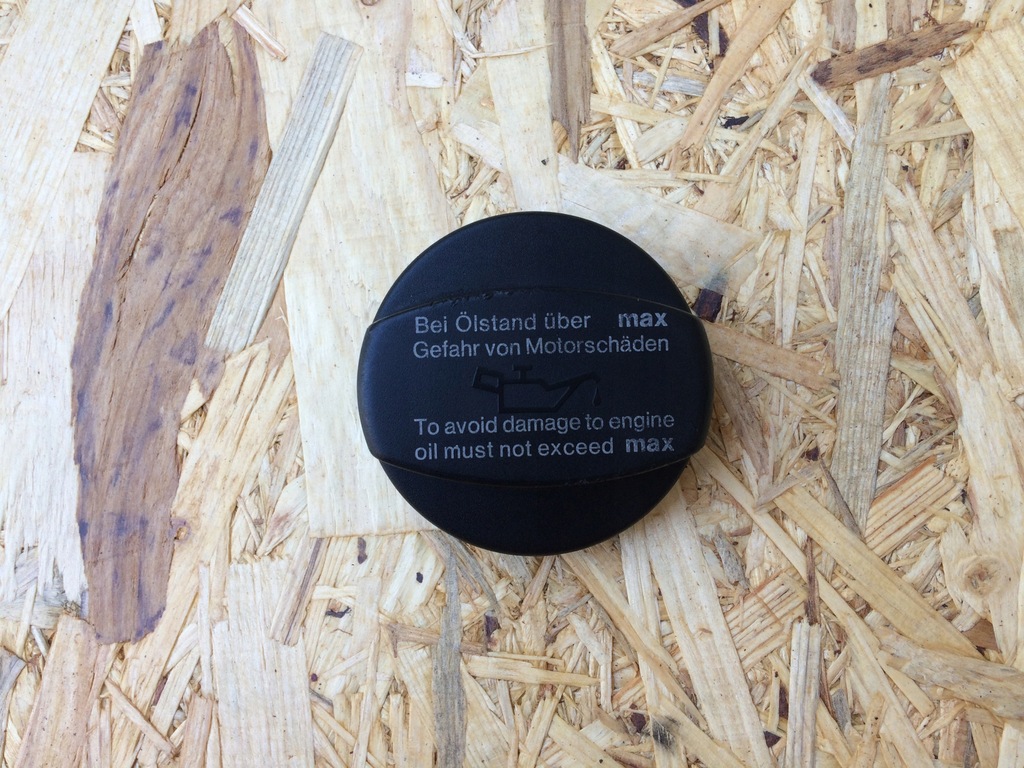 Bei Ölstand über max
Gefahr von Motorschäden
To avoid damage to engine
oil must not exceed max